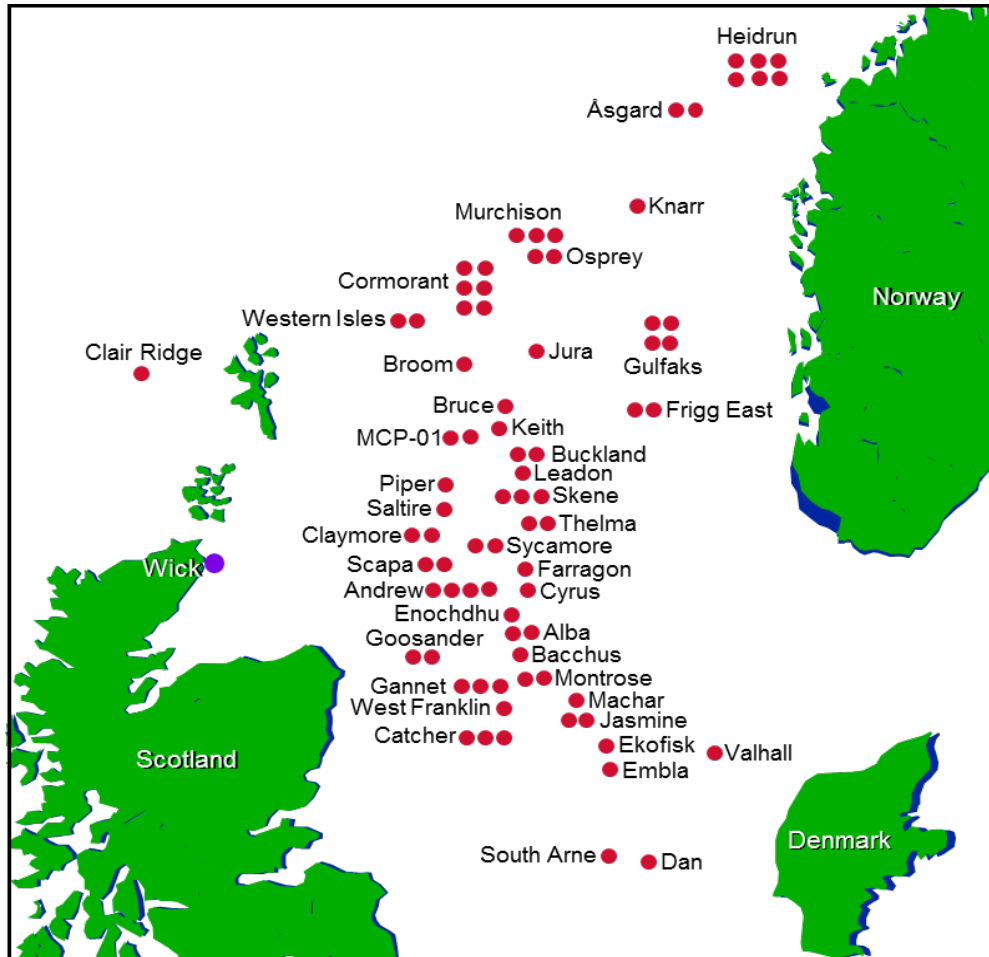 Heidrun
Åsgard
Knarr
Murchison
Osprey
Cormorant
Norway
Western Isles
Clair Ridge
Jura
Broom
Gulfaks
Bruce
Frigg East
Keith
MCP-01
Buckland
Leadon
Piper
Skene
Saltire
Thelma
Claymore
Sycamore
Wick
Scapa
Farragon
Andrew
Cyrus
Enochdhu
Alba
Goosander
Bacchus
Montrose
Gannet
Machar
West Franklin
Jasmine
Catcher
Ekofisk
Valhall
Scotland
Embla
Denmark
South Arne
Dan